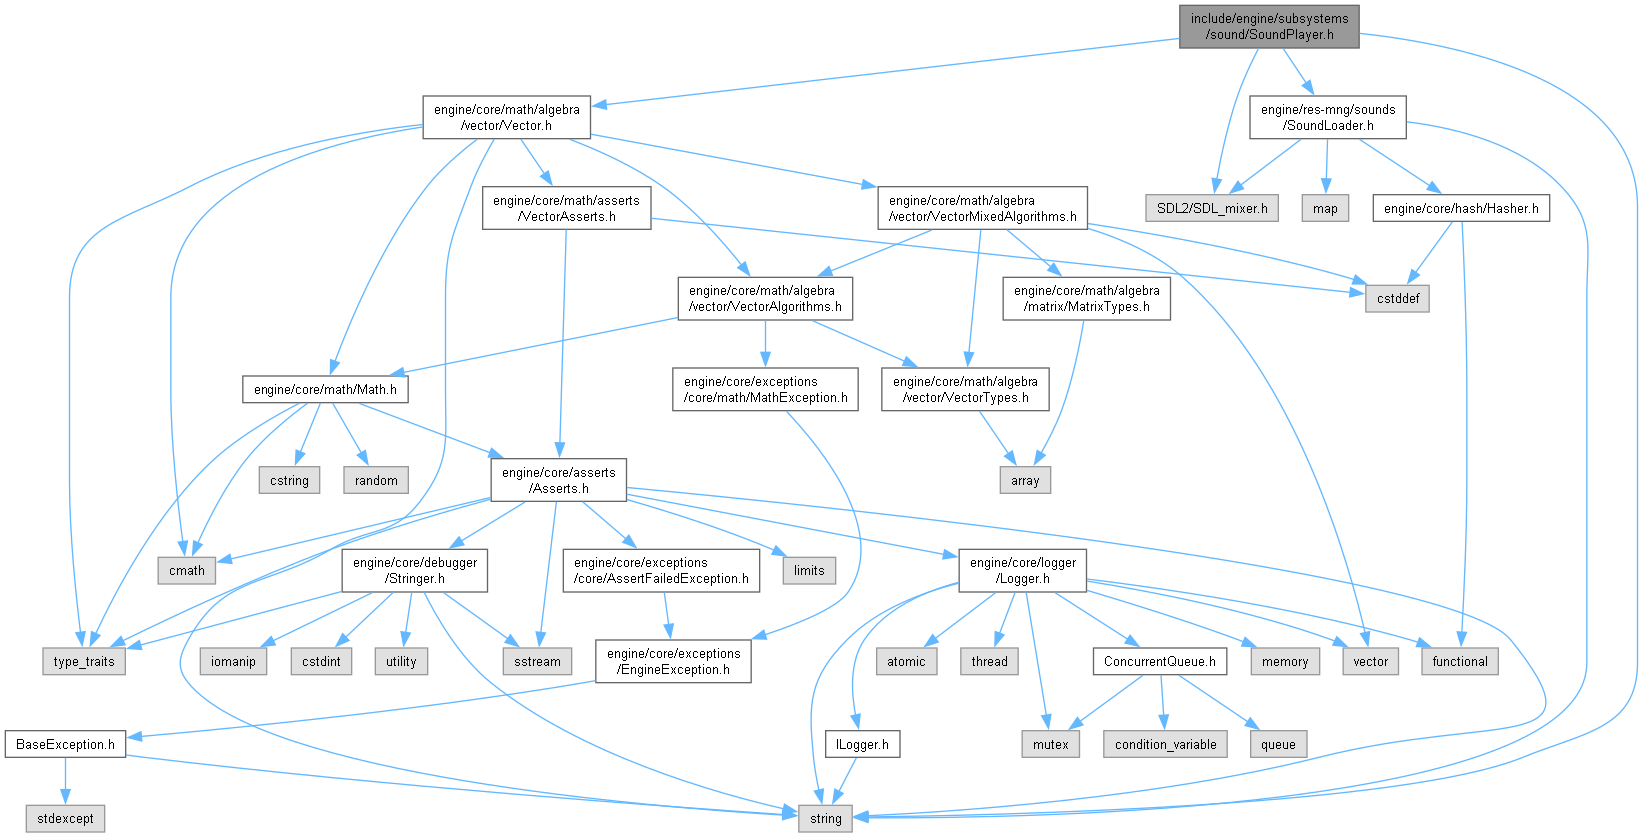 include/engine/subsystems
/sound/SoundPlayer.h
engine/core/math/algebra
/vector/Vector.h
engine/res-mng/sounds
/SoundLoader.h
engine/core/math/asserts
/VectorAsserts.h
engine/core/math/algebra
/vector/VectorMixedAlgorithms.h
SDL2/SDL_mixer.h
map
engine/core/hash/Hasher.h
engine/core/math/algebra
/vector/VectorAlgorithms.h
engine/core/math/algebra
/matrix/MatrixTypes.h
cstddef
engine/core/math/Math.h
engine/core/exceptions
/core/math/MathException.h
engine/core/math/algebra
/vector/VectorTypes.h
cstring
random
engine/core/asserts
/Asserts.h
array
cmath
engine/core/debugger
/Stringer.h
engine/core/exceptions
/core/AssertFailedException.h
limits
engine/core/logger
/Logger.h
type_traits
iomanip
cstdint
utility
sstream
engine/core/exceptions
/EngineException.h
atomic
thread
ConcurrentQueue.h
memory
vector
functional
BaseException.h
ILogger.h
mutex
condition_variable
queue
stdexcept
string